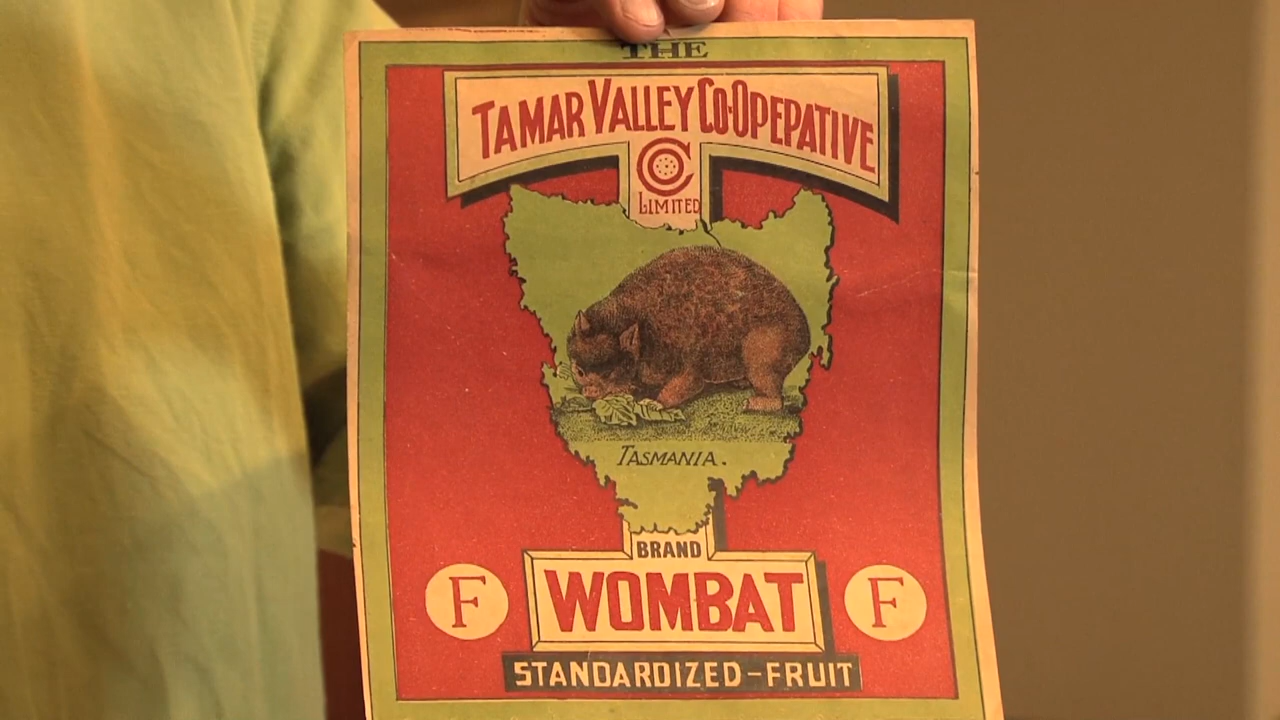 THE
TAMAR VALLEY CO-OPEPATIVE
LIMITED
TASMANIA.
BRAND
F WOMBAT F
STANDARDIZED-FRUIT